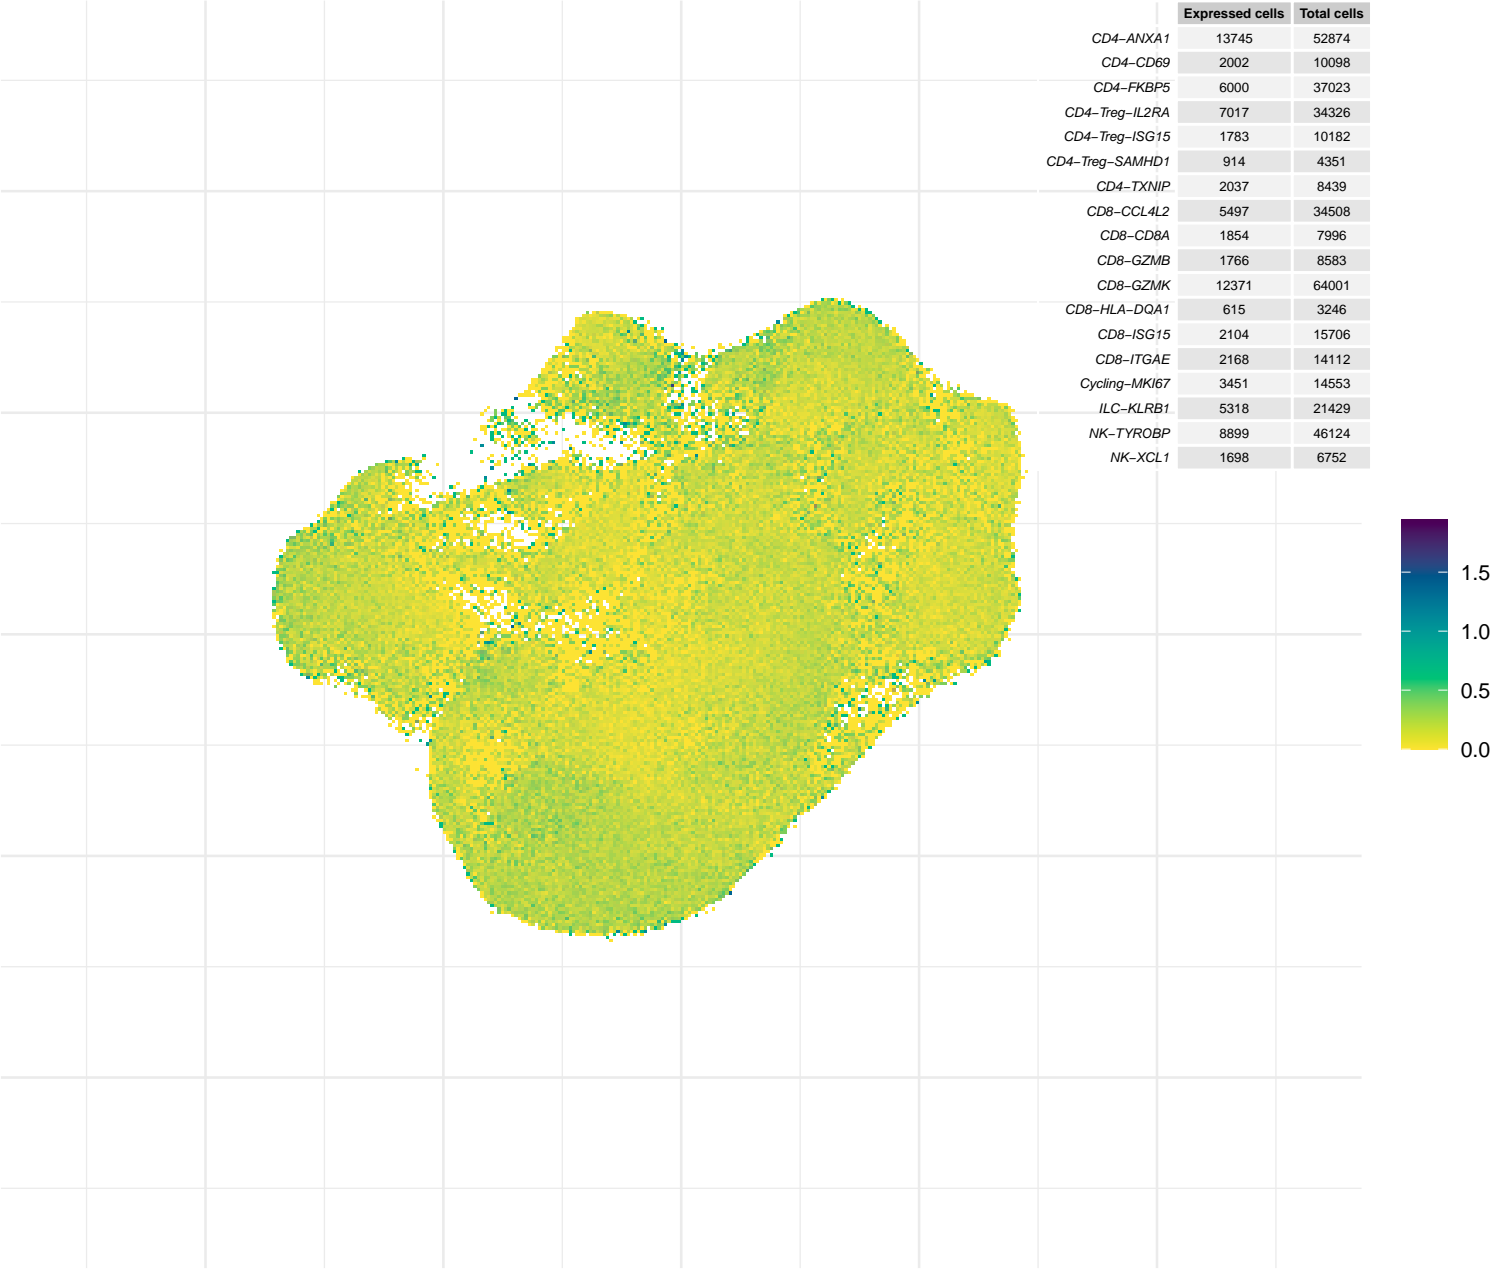 Expressed cells Total cells
CD4−ANXA1 13745 52874
CD4−CD69 2002 10098
CD4−FKBP5 6000 37023
CD4−Treg−IL2RA 7017 34326
CD4−Treg−ISG15 1783 10182
CD4−Treg−SAMHD1 914 4351
CD4−TXNIP 2037 8439
CD8−CCL4L2 5497 34508
CD8−CD8A 1854 7996
CD8−GZMB 1766 8583
CD8−GZMK 12371 64001
CD8−HLA−DQA1 615 3246
CD8−ISG15 2104 15706
CD8−ITGAE 2168 14112
Cycling−MKI67 3451 14553
ILC−KLRB1 5318 21429
NK−TYROBP 8899 46124
NK−XCL1 1698 6752
1.5
1.0
0.5
0.0